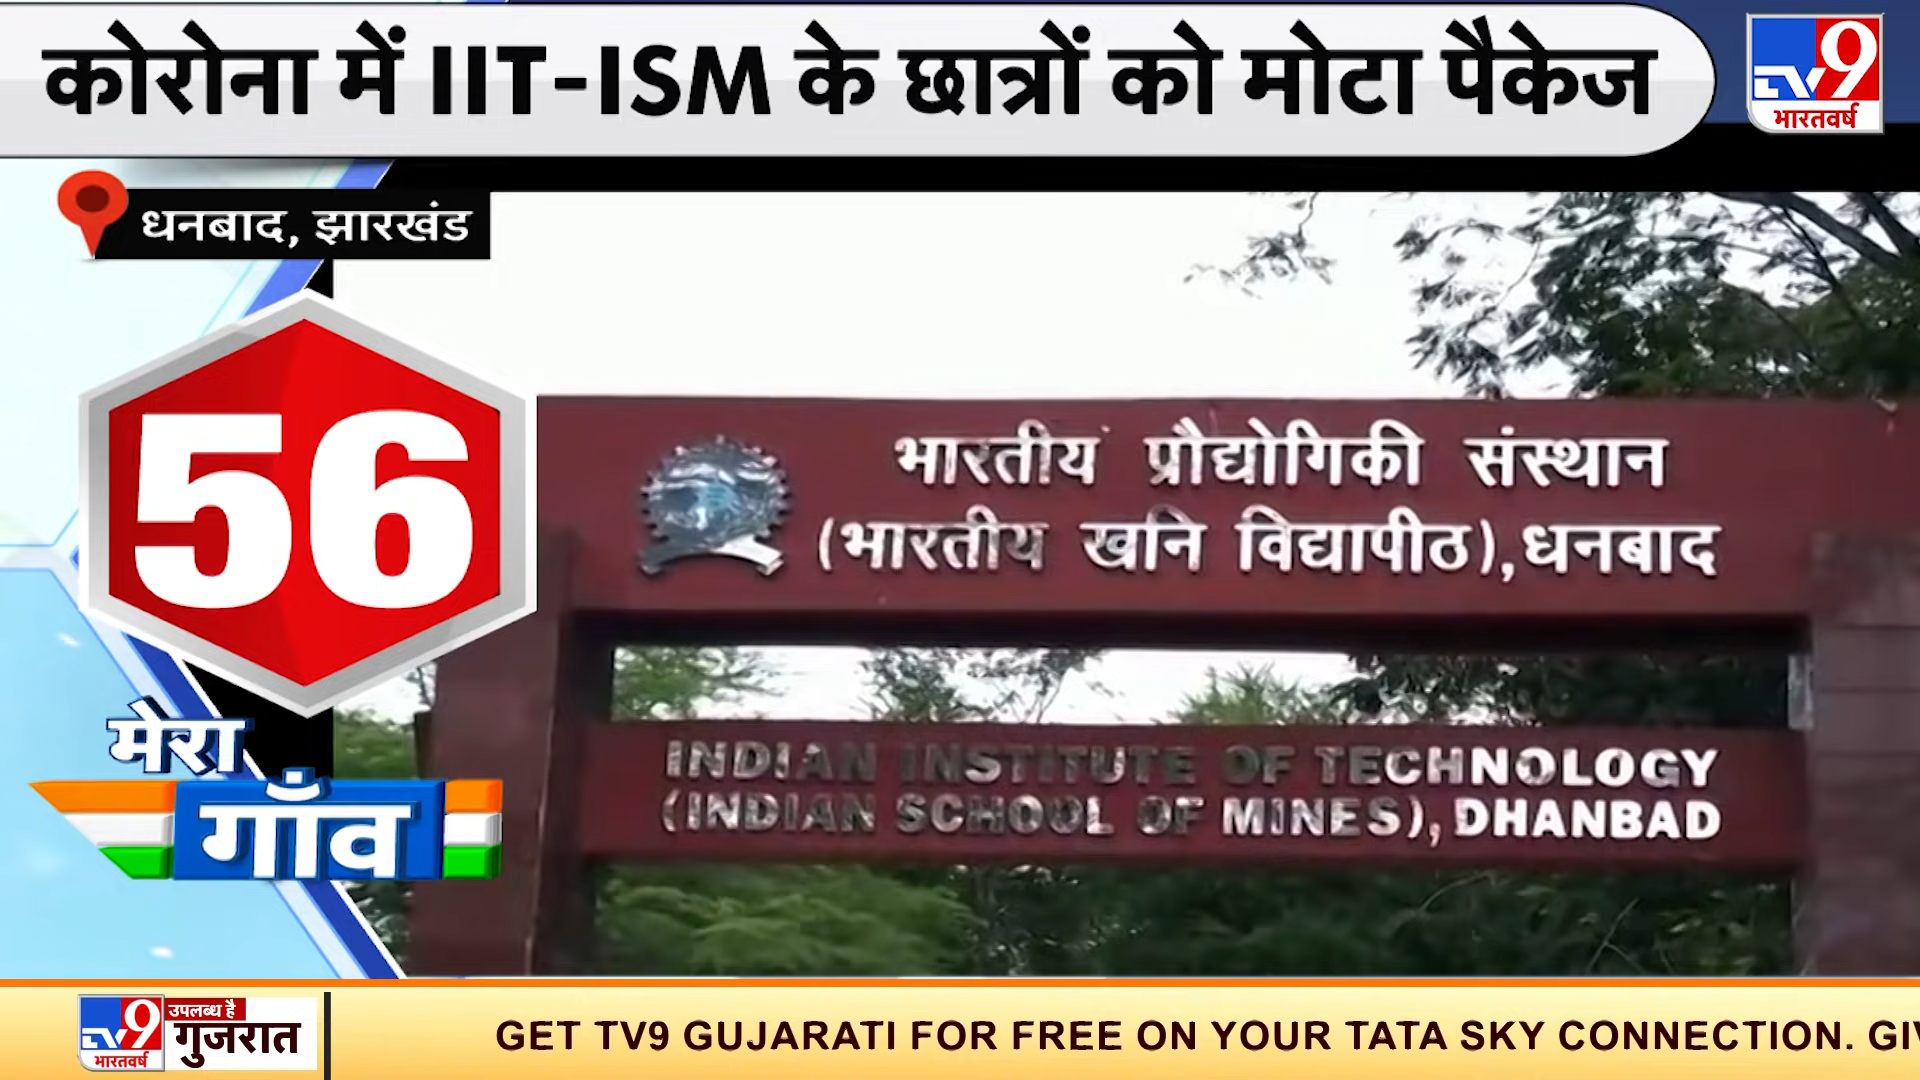 कोरोना में IIT-ISM के छात्रों को मोटा पैकेज
TV9
भारतवर्ष
धनबाद, झारखंड
56
भारतीय प्रौद्योगिकी संस्थान
(भारतीय खनि विद्यापीठ), धनबाद
INDIAN INSTITUTE OF TECHNOLOGY
(INDIAN SCHOOL OF MINES), DHANBAD
मेरा
गाँव
TV9
भारतवर्ष
उपलब्ध है
गुजरात
GET TV9 GUJARATI FOR FREE ON YOUR TATA SKY CONNECTION. GIV